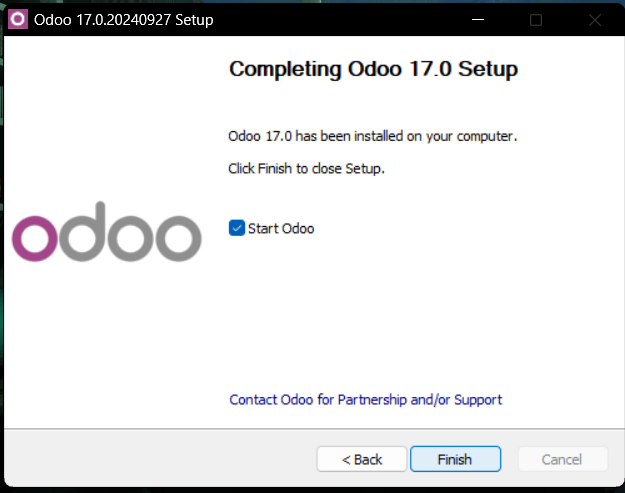 Odoo 17.0.20240927 Setup
Completing Odoo 17.0 Setup
Odoo 17.0 has been installed on your computer.
Click Finish to close Setup.
odoo
Start Odoo
Contact Odoo for Partnership and/or Support
< Back
Finish
Cancel